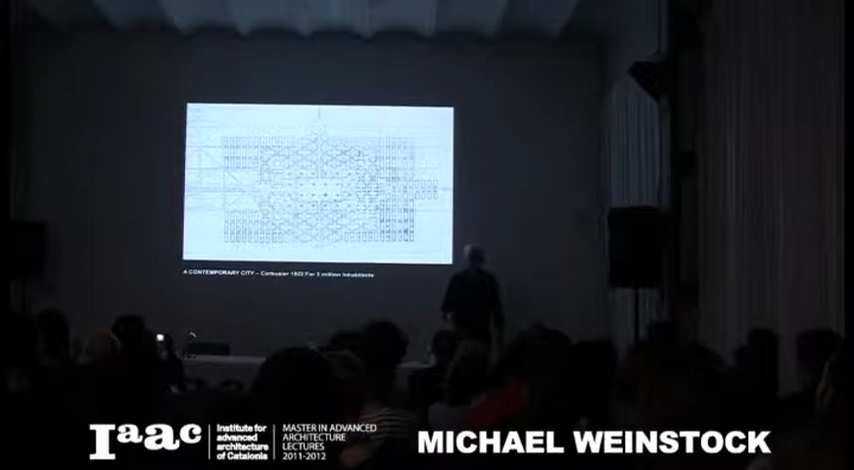 A CONTEMPORARY CITY – Corbusier 1922 For 3 million Inhabitants
Iaac
Institute for
advanced
architecture
of Catalonia
MASTER IN ADVANCED
ARCHITECTURE
LECTURES
2011-2012
MICHAEL WEINSTOCK